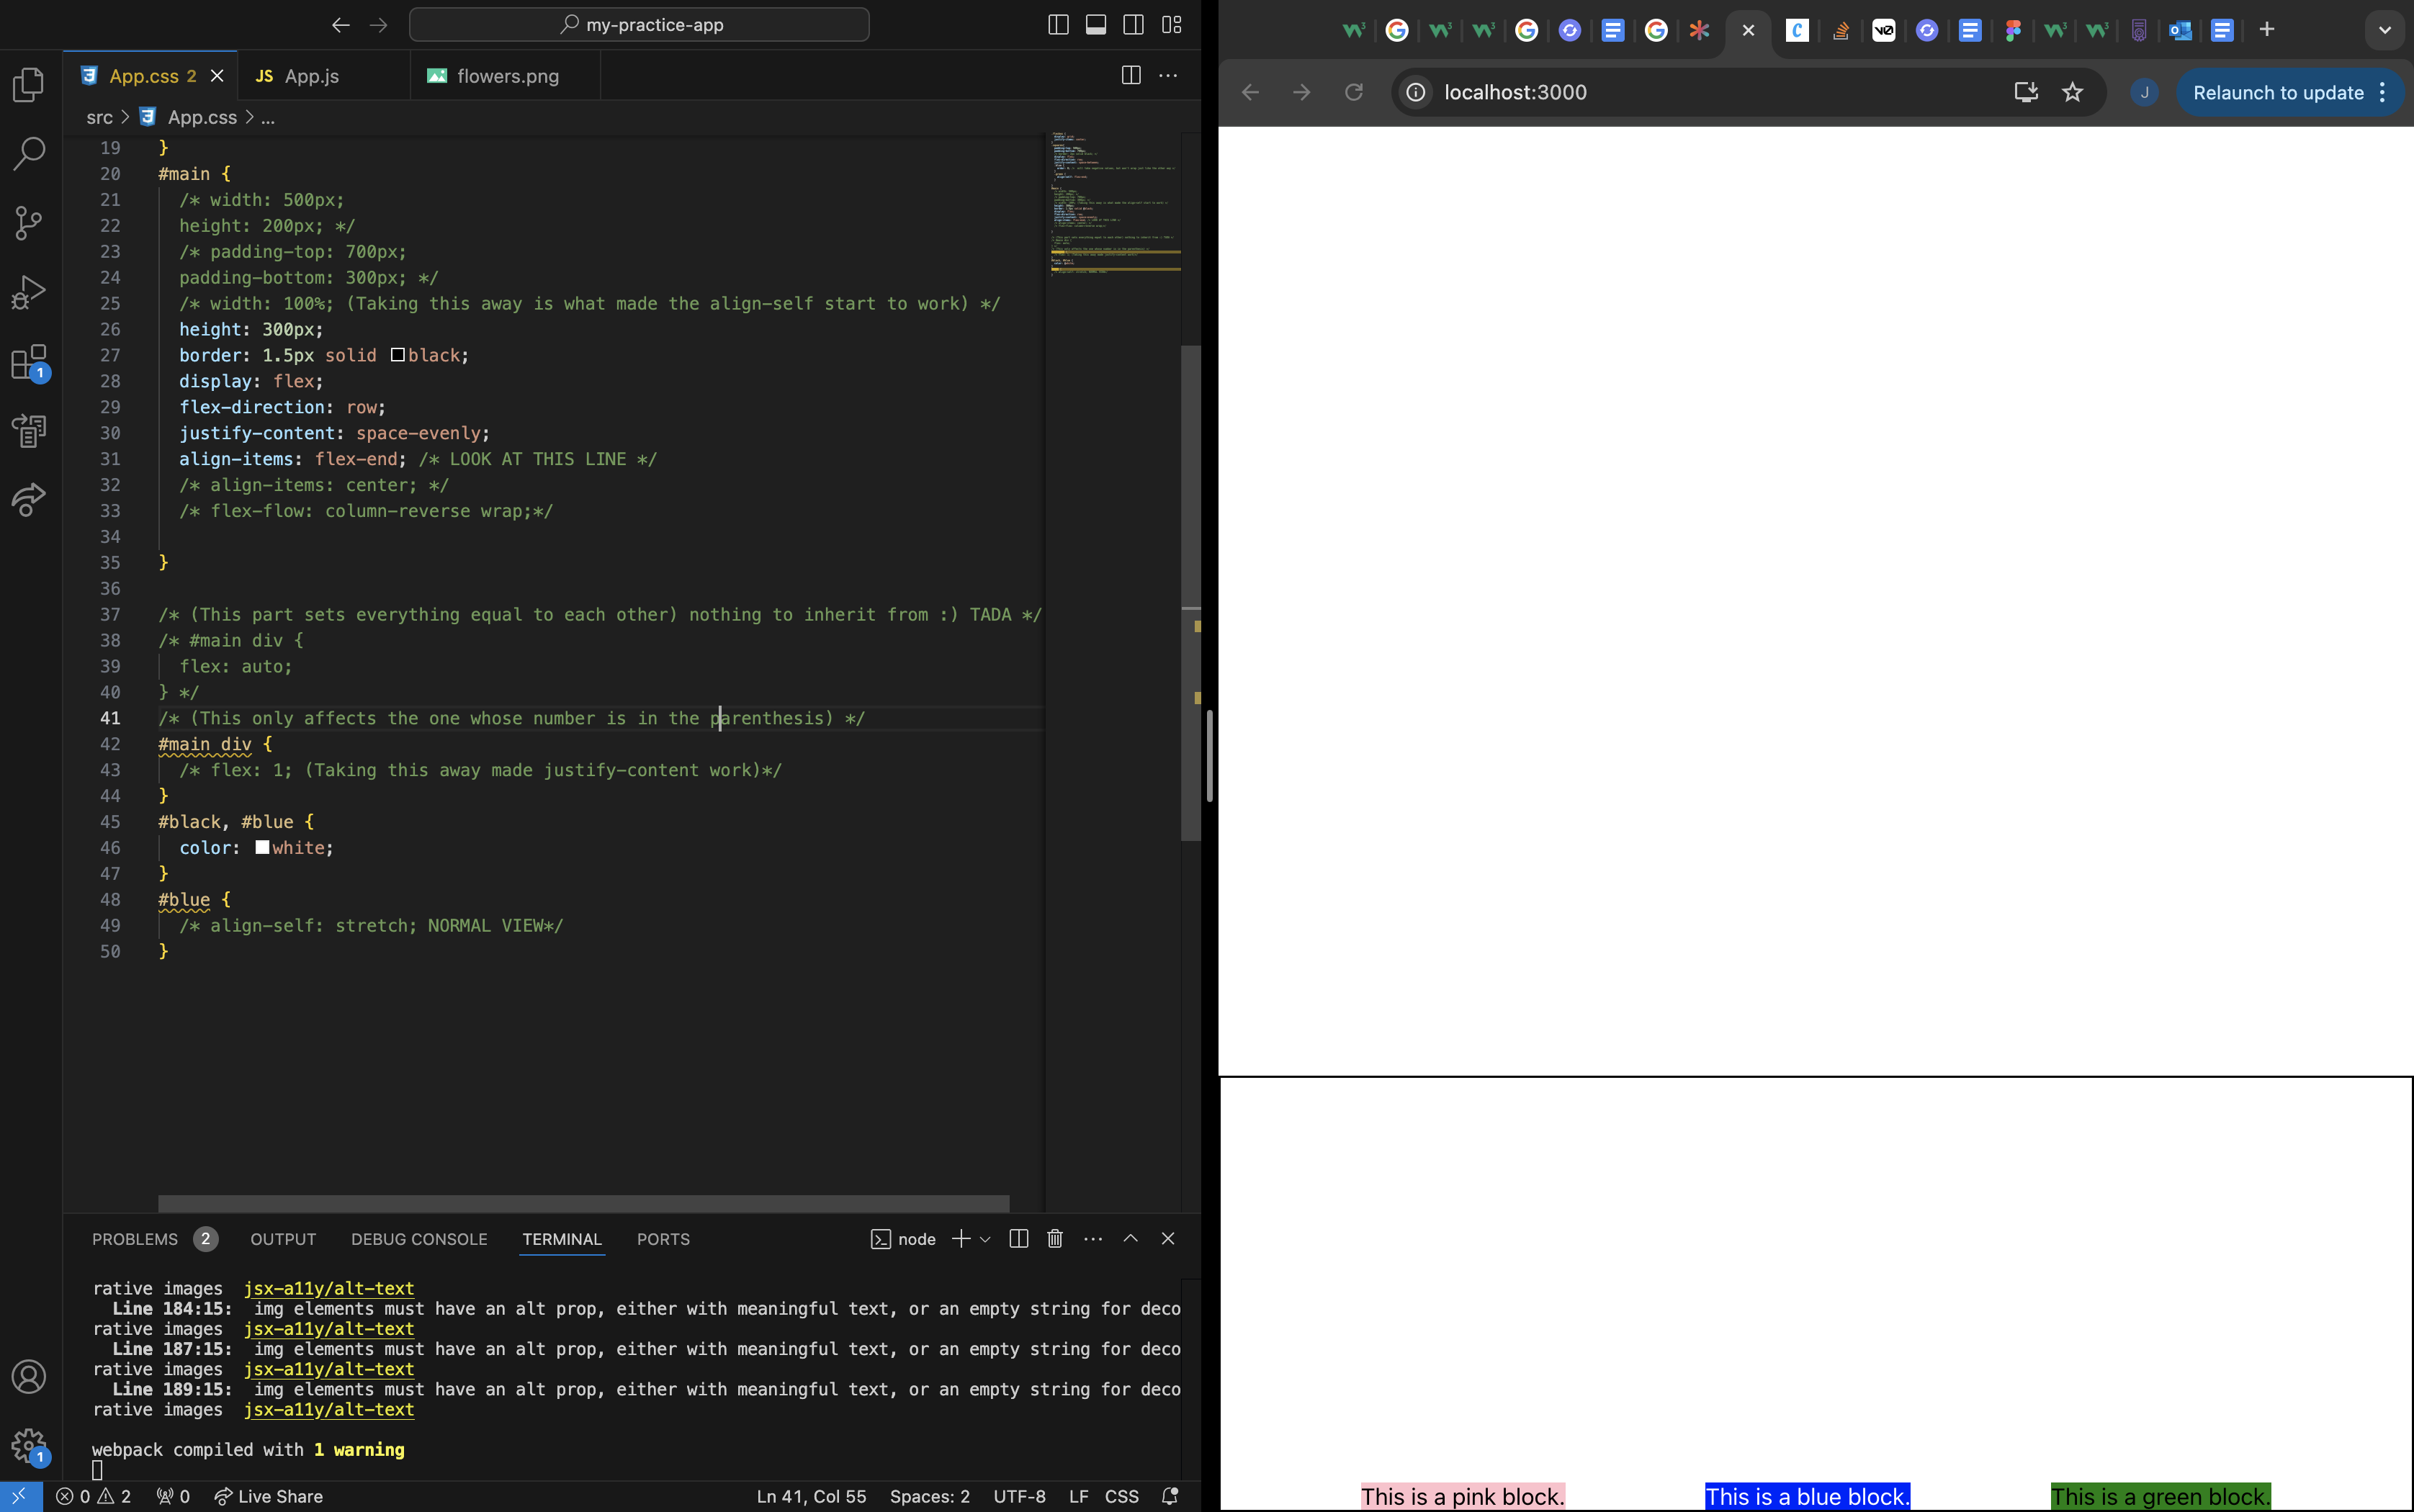 my-practice-app
App.css 2
JS App.js
flowers.png
src > App.css > ...
19 }
20 #main {
21 /* width: 500px;
22 height: 200px; */
23 /* padding-top: 700px;
24 padding-bottom: 300px; */
25 /* width: 100%; (Taking this away is what made the align-self start to work) */
26 height: 300px;
27 border: 1.5px solid black;
28 display: flex;
29 flex-direction: row;
30 justify-content: space-evenly;
31 align-items: flex-end; /* LOOK AT THIS LINE */
32 /* align-items: center; */
33 /* flex-flow: column-reverse wrap;*/
34
35 }
36
37 /* (This part sets everything equal to each other) nothing to inherit from :) TADA */
38 /* #main div {
39 flex: auto;
40 } */
41 /* (This only affects the one whose number is in the parenthesis) */
42 #main div {
43 /* flex: 1; (Taking this away made justify-content work)*/
44 }
45 #black, #blue {
46 color: white;
47 }
48 #blue {
49 /* align-self: stretch; NORMAL VIEW*/
50 }
1
1
PROBLEMS 2 OUTPUT DEBUG CONSOLE TERMINAL PORTS node
rative images jsx-a11y/alt-text
Line 184:15: img elements must have an alt prop, either with meaningful text, or an empty string for deco
rative images jsx-a11y/alt-text
Line 187:15: img elements must have an alt prop, either with meaningful text, or an empty string for deco
rative images jsx-a11y/alt-text
Line 189:15: img elements must have an alt prop, either with meaningful text, or an empty string for deco
rative images jsx-a11y/alt-text
webpack compiled with 1 warning
0 2 0 Live Share Ln 41, Col 55 Spaces: 2 UTF-8 LF CSS
localhost:3000
J
Relaunch to update
This is a pink block.
This is a blue block.
This is a green block.